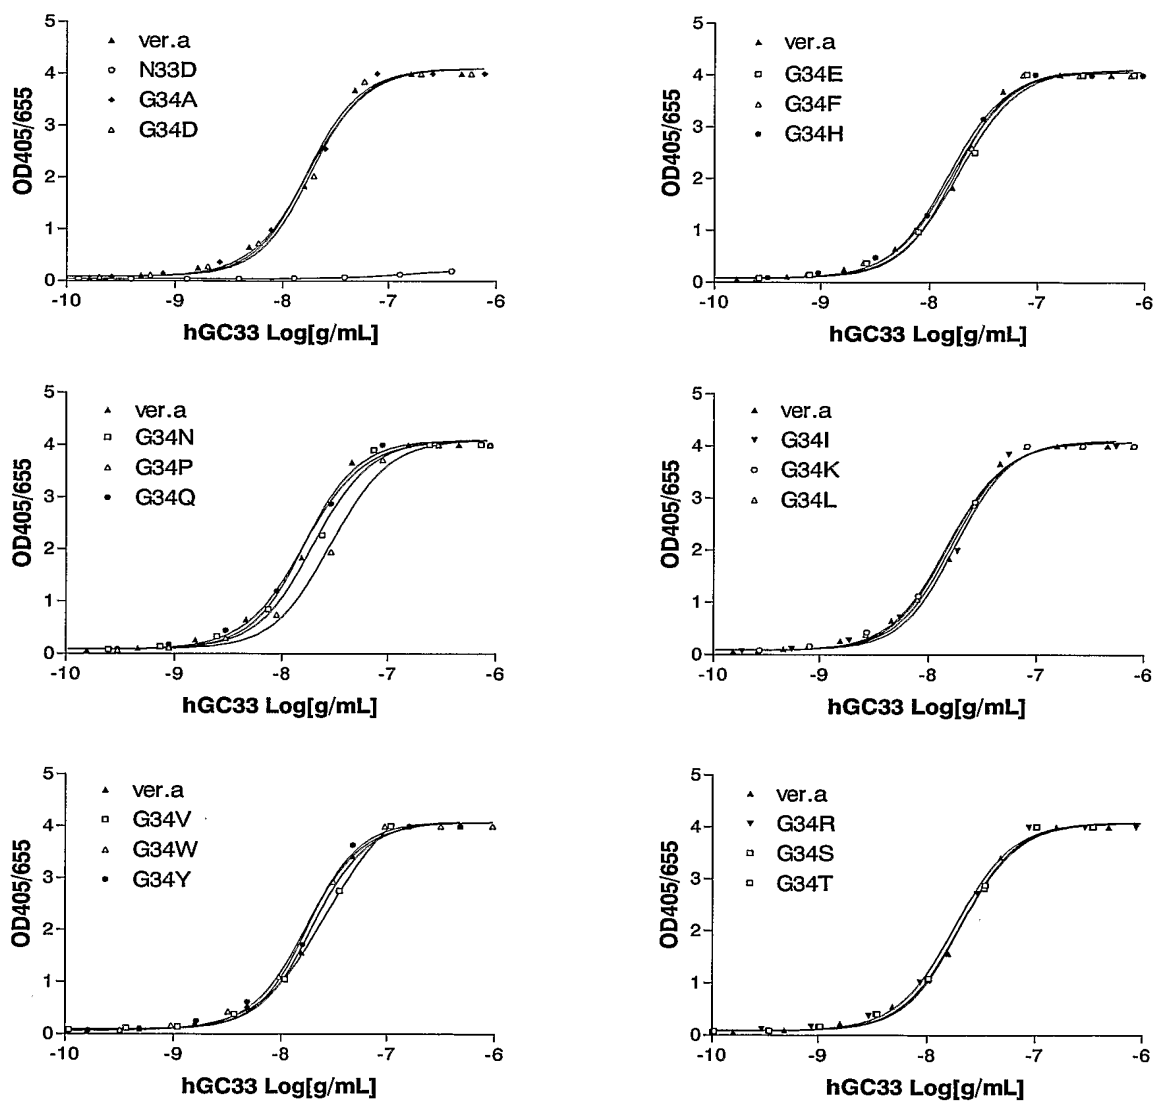 5
4
3
2
1
0
OD405/655
ver.a
N33D
G34A
G34D
-10 -9 -8 -7 -6
hGC33 Log[g/mL]
5
4
3
2
1
0
OD405/655
ver.a
G34E
G34F
G34H
-10 -9 -8 -7 -6
hGC33 Log[g/mL]
5
4
3
2
1
0
OD405/655
ver.a
G34N
G34P
G34Q
-10 -9 -8 -7 -6
hGC33 Log[g/mL]
5
4
3
2
1
0
OD405/655
ver.a
G34I
G34K
G34L
-10 -9 -8 -7 -6
hGC33 Log[g/mL]
5
4
3
2
1
0
OD405/655
ver.a
G34V
G34W
G34Y
-10 -9 -8 -7 -6
hGC33 Log[g/mL]
5
4
3
2
1
0
OD405/655
ver.a
G34R
G34S
G34T
-10 -9 -8 -7 -6
hGC33 Log[g/mL]